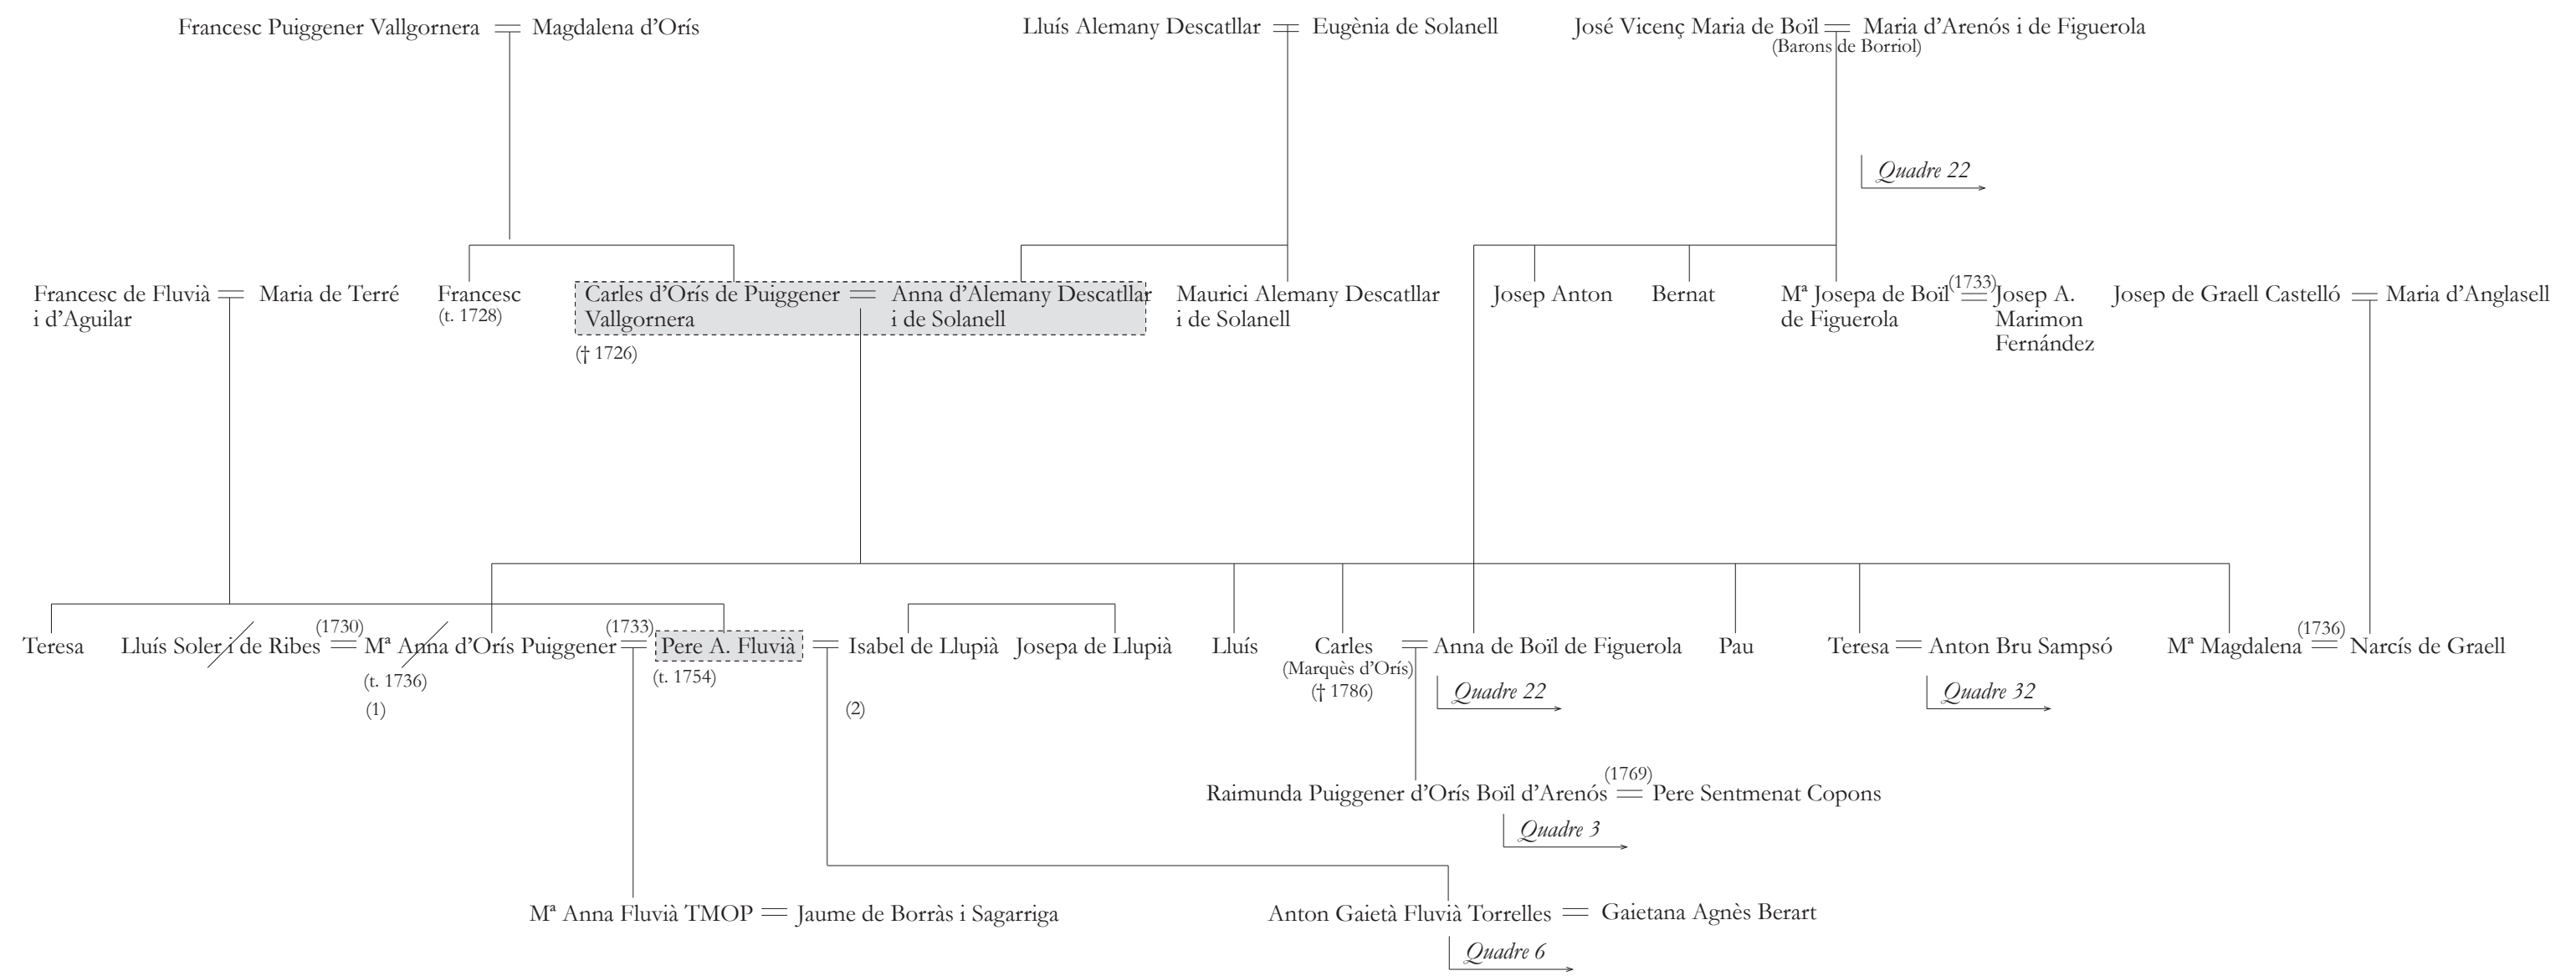 Francesc Puiggener Vallgornera Magdalena d'Orís
Lluís Alemany Descatllar Eugènia de Solanell
José Vicenç Maria de Boïl Maria d'Arenós i de Figuerola
(Barons de Borriol)
Quadre 22
Francesc de Fluvià
i d'Aguilar
Maria de Terré
Francesc
(t. 1728)
Carles d'Orís de Puiggener
Vallgornera
(† 1726)
Anna d'Alemany Descatllar
i de Solanell
Maurici Alemany Descatllar
i de Solanell
Josep Anton
Bernat
Mª Josepa de Boïl
de Figuerola
(1733)
Josep A.
Marimon
Fernández
Josep de Graell Castelló
Maria d'Anglasell
Teresa
Lluís Soler i de Ribes
(1730)
Mª Anna d'Orís Puiggener
(t. 1736)
(1)
(1733)
Pere A. Fluvià
(t. 1754)
(2)
Isabel de Llupià
Josepa de Llupià
Lluís
Carles
(Marquès d'Orís)
(† 1786)
Anna de Boïl de Figuerola
Quadre 22
Pau
Teresa
Anton Bru Sampsó
Quadre 32
Mª Magdalena
(1736)
Narcís de Graell
Raimunda Puiggener d'Orís Boïl d'Arenós
(1769)
Pere Sentmenat Copons
Quadre 3
Mª Anna Fluvià TMOP Jaume de Borràs i Sagarriga
Anton Gaietà Fluvià Torrelles Gaietana Agnès Berart
Quadre 6